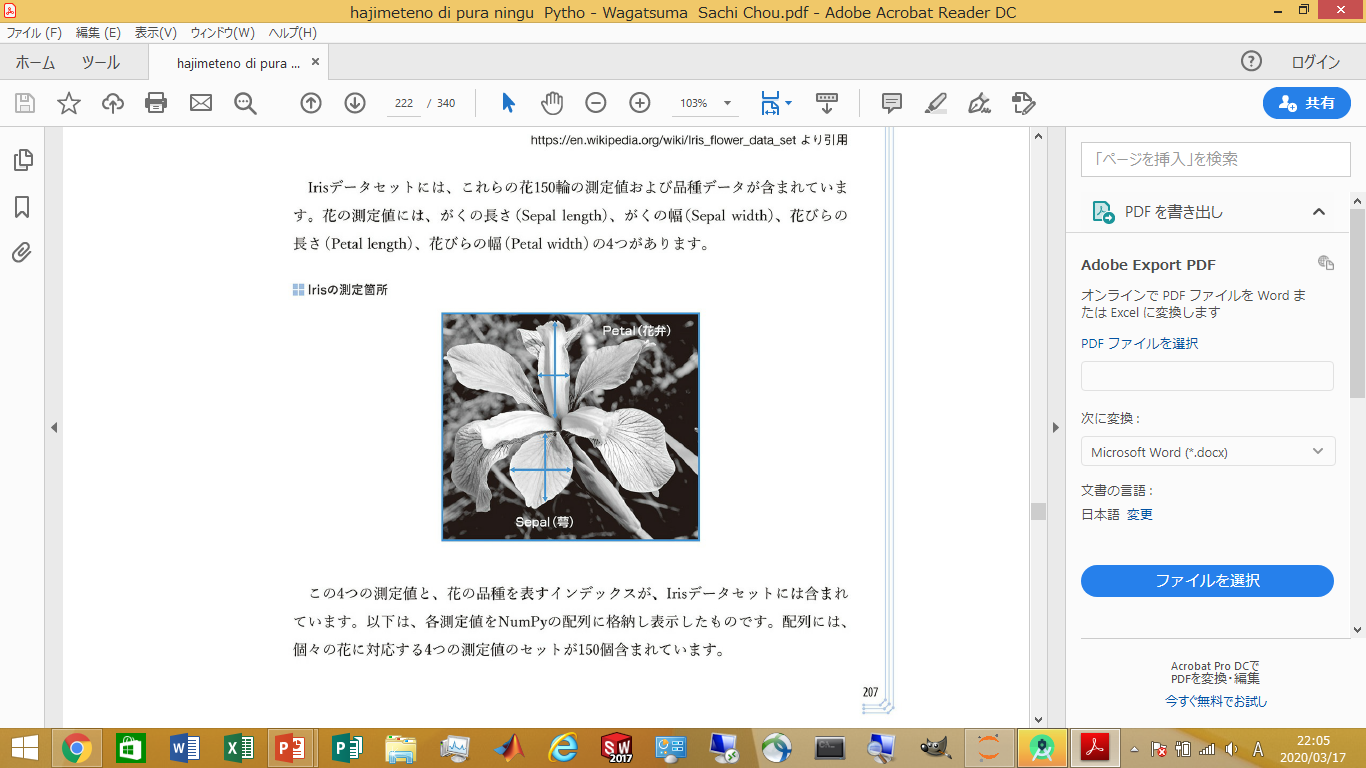 hajimeteno di pura ningu Pytho - Wagatsuma Sachi Chou.pdf - Adobe Acrobat Reader DC
ファイル (F) 編集 (E) 表示(V) ウィンドウ(W) ヘルプ(H)
ホーム ツール hajimeteno di pura ... × ログイン
222 / 340 103% 共有
https://en.wikipedia.org/wiki/Iris_flower_data_set より引用
Irisデータセットには、これらの花150輪の測定値および品種データが含まれていま
す。花の測定値には、がくの長さ(Sepal length)、がくの幅(Sepal width)、花びらの
長さ(Petal length)、花びらの幅(Petal width)の4つがあります。
Irisの測定箇所
Petal(花弁)
Sepal(萼)
この4つの測定値と、花の品種を表すインデックスが、Irisデータセットには含まれ
ています。以下は、各測定値をNumPyの配列に格納し表示したものです。配列には、
個々の花に対応する4つの測定値のセットが150個含まれています。
207
「ページを挿入」を検索
PDF を書き出し
Adobe Export PDF
オンラインで PDF ファイルを Word ま
たは Excel に変換します
PDF ファイルを選択
次に変換 :
Microsoft Word (*.docx)
文書の言語 :
日本語 変更
ファイルを選択
Acrobat Pro DCで
PDFを変換・編集
今すぐ無料でお試し
SW
2017
A
22:05
2020/03/17